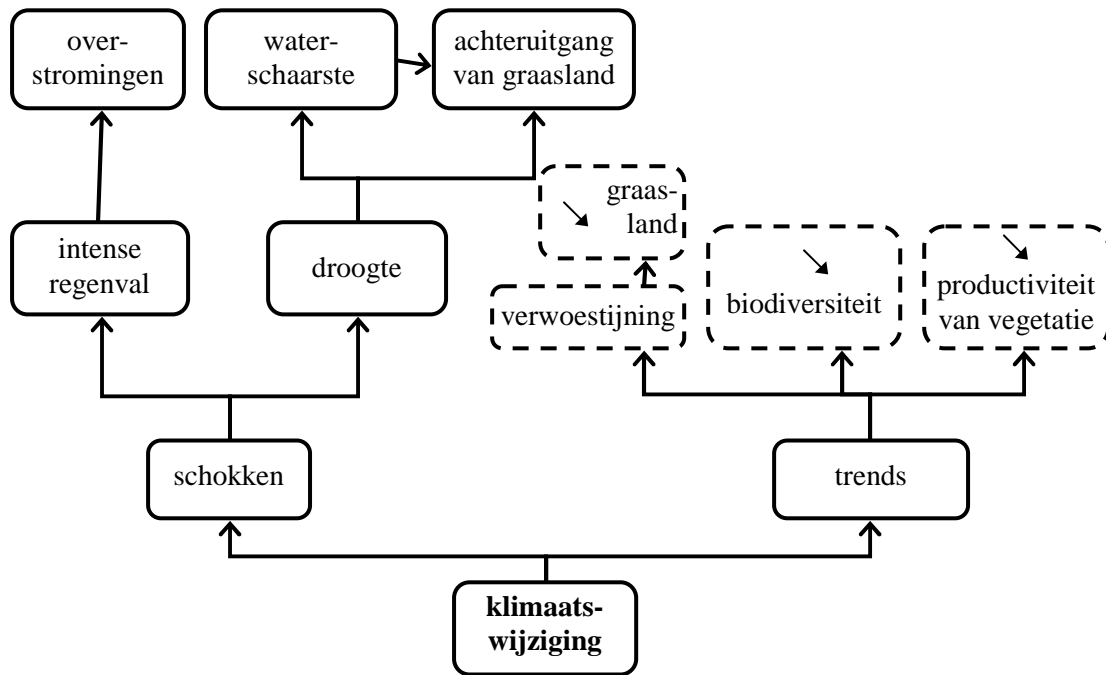 over-
stromingen
water-
schaarste
achteruitgang
van graasland
graas-
land
intense
regenval
droogte
verwoestijning
biodiversiteit
productiviteit
van vegetatie
schokken
trends
klimaats-
wijziging